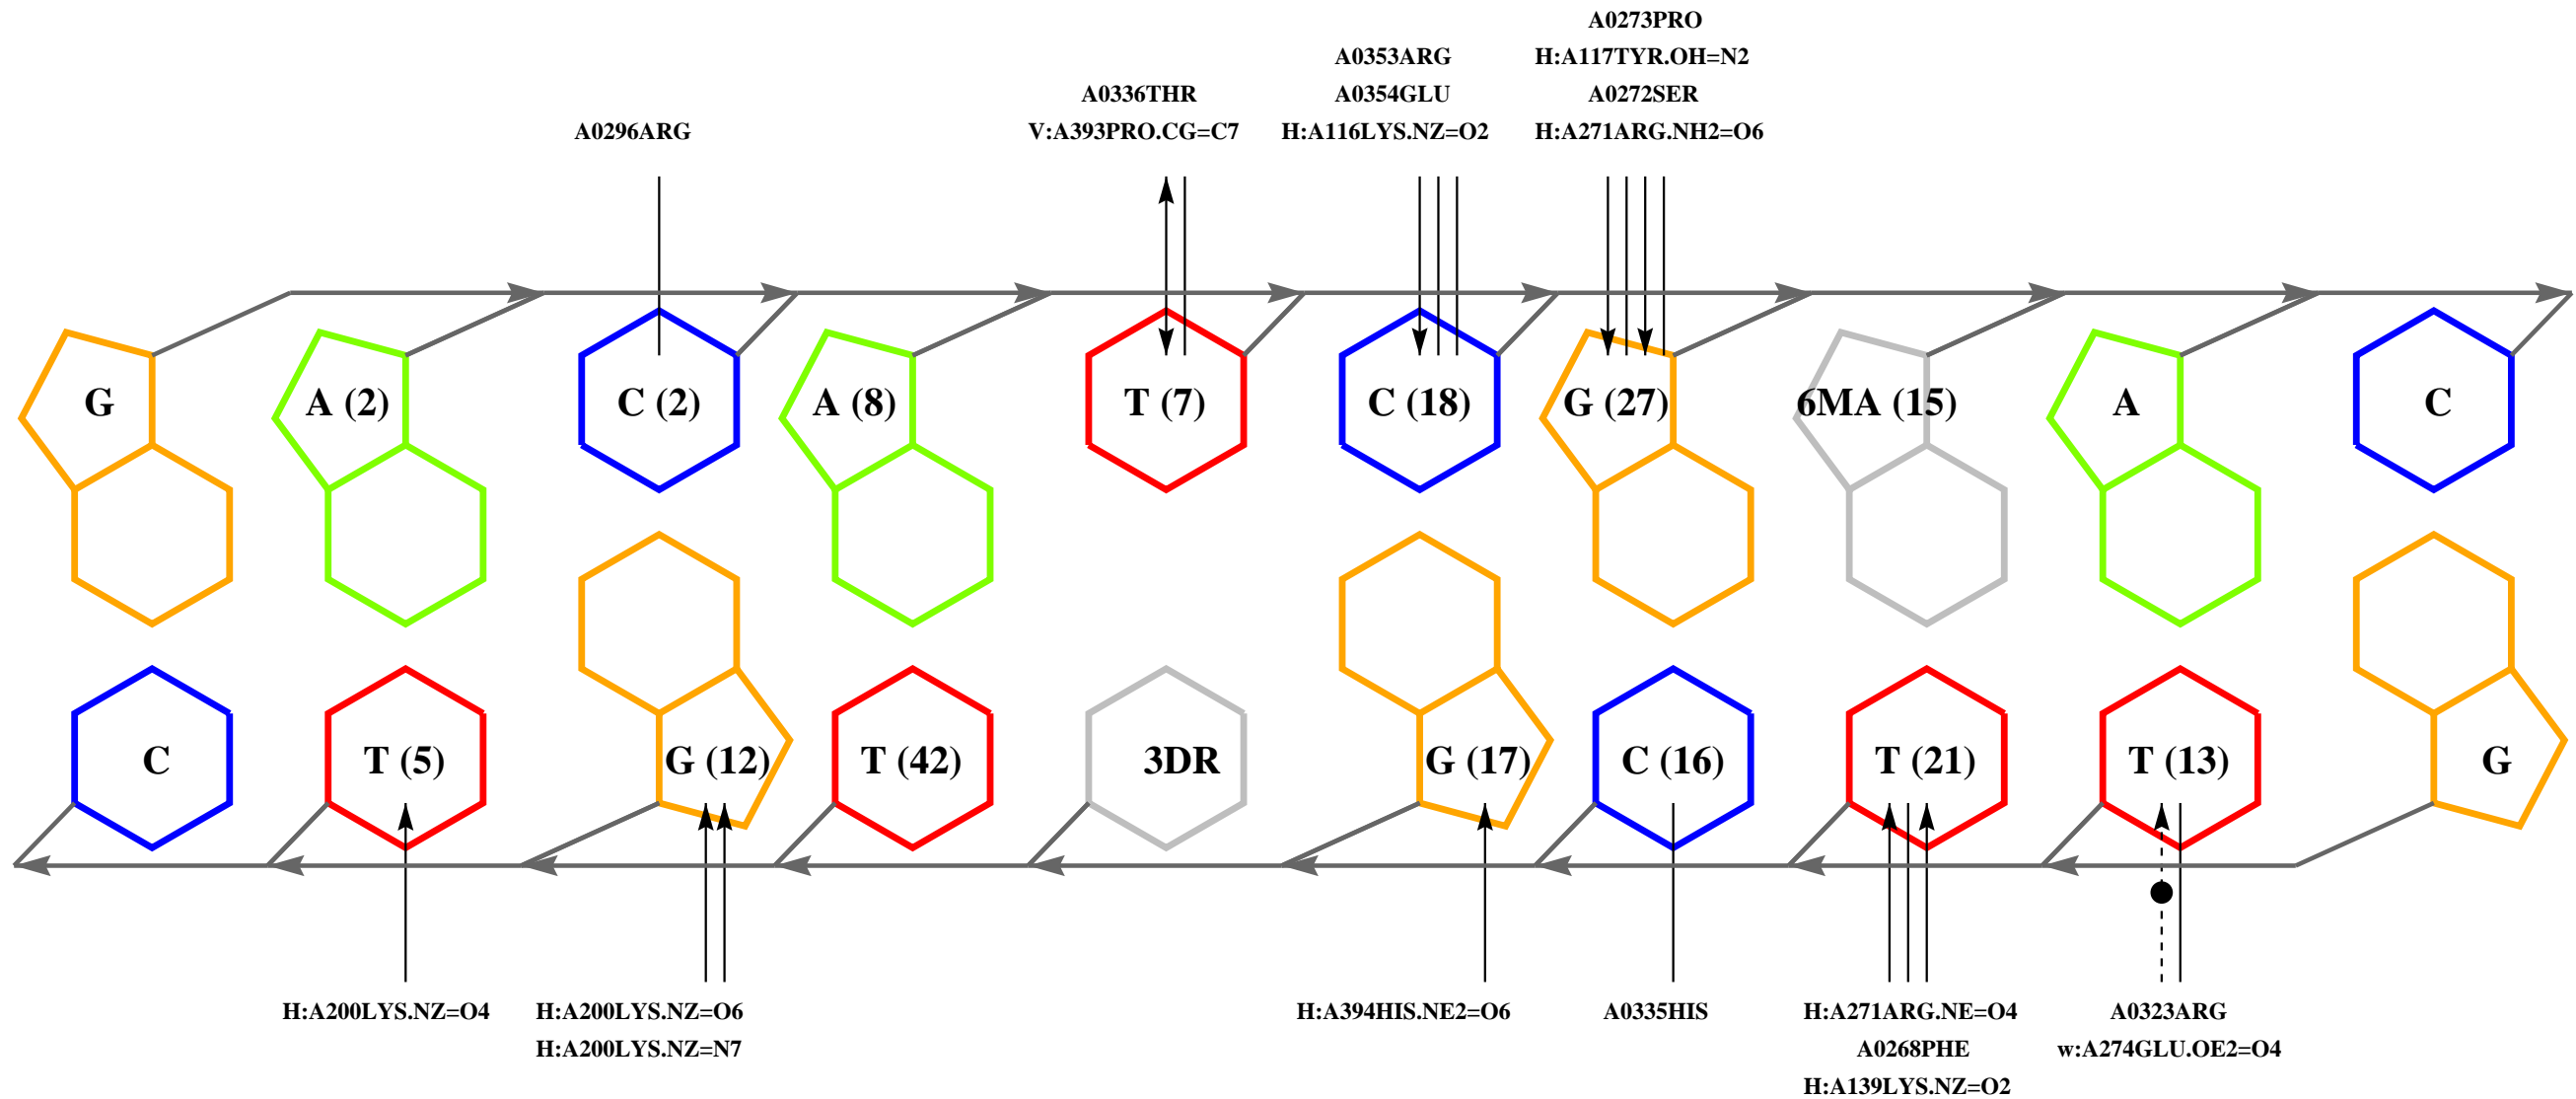 A0273PRO
A0353ARG H:A117TYR.OH=N2
A0336THR A0354GLU A0272SER
A0296ARG V:A393PRO.CG=C7 H:A116LYS.NZ=O2 H:A271ARG.NH2=O6
G A (2) C (2) A (8) T (7) C (18) G (27) 6MA (15) A C
C T (5) G (12) T (42) 3DR G (17) C (16) T (21) T (13) G
H:A200LYS.NZ=O4 H:A200LYS.NZ=O6 H:A394HIS.NE2=O6 A0335HIS H:A271ARG.NE=O4 A0323ARG
H:A200LYS.NZ=N7 A0268PHE w:A274GLU.OE2=O4
H:A139LYS.NZ=O2